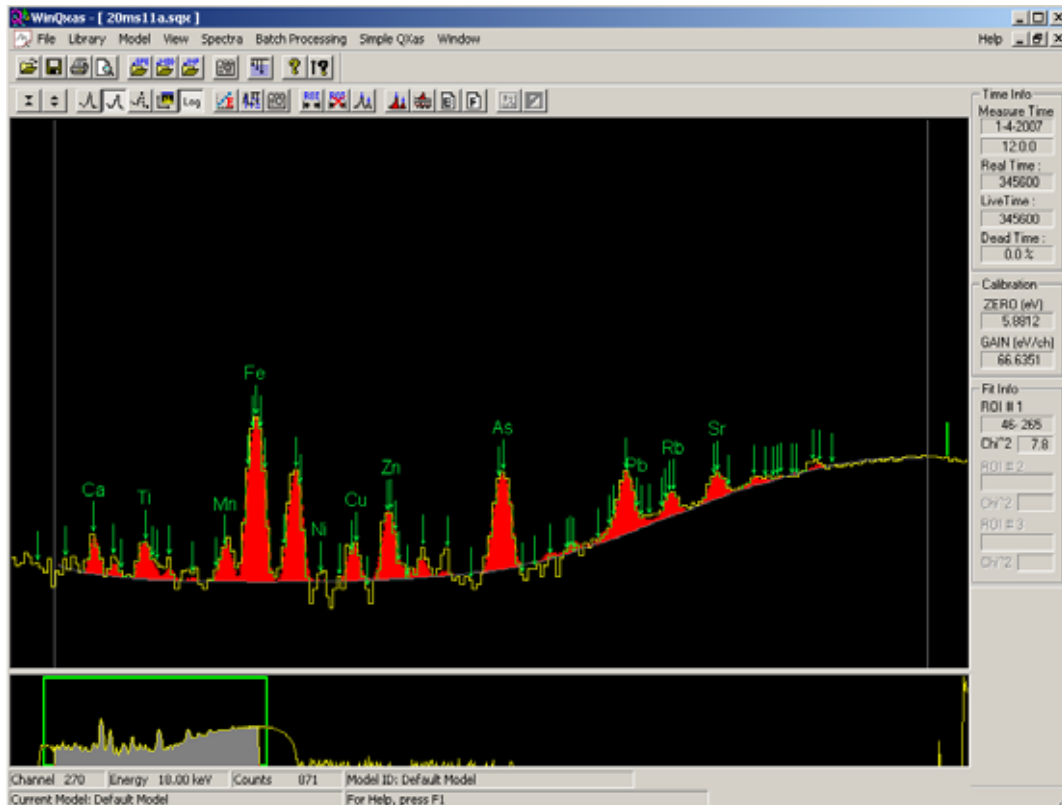 WinQxas - [ 20ms11a.sqx ]
File Library Model View Spectra Batch Processing Simple QXas Window Help
Log
Time Info
Measure Time
1-4-2007
12:0:0
Real Time :
345600
LiveTime :
345600
Dead Time :
0.0 %
Calibration
ZERO (eV)
5.8812
GAIN (eV/ch)
66.6351
Fit Info
ROI # 1
46- 265
Chi^2 7.8
ROI # 2
Chi^2
ROI # 3
Chi^2
Fe
As
Sr
Rb
Pb
Zn
Ca
Ti
Mn
Cu
Ni
Channel 270 Energy 18.00 keV Counts 871 Model ID: Default Model
Current Model: Default Model For Help, press F1